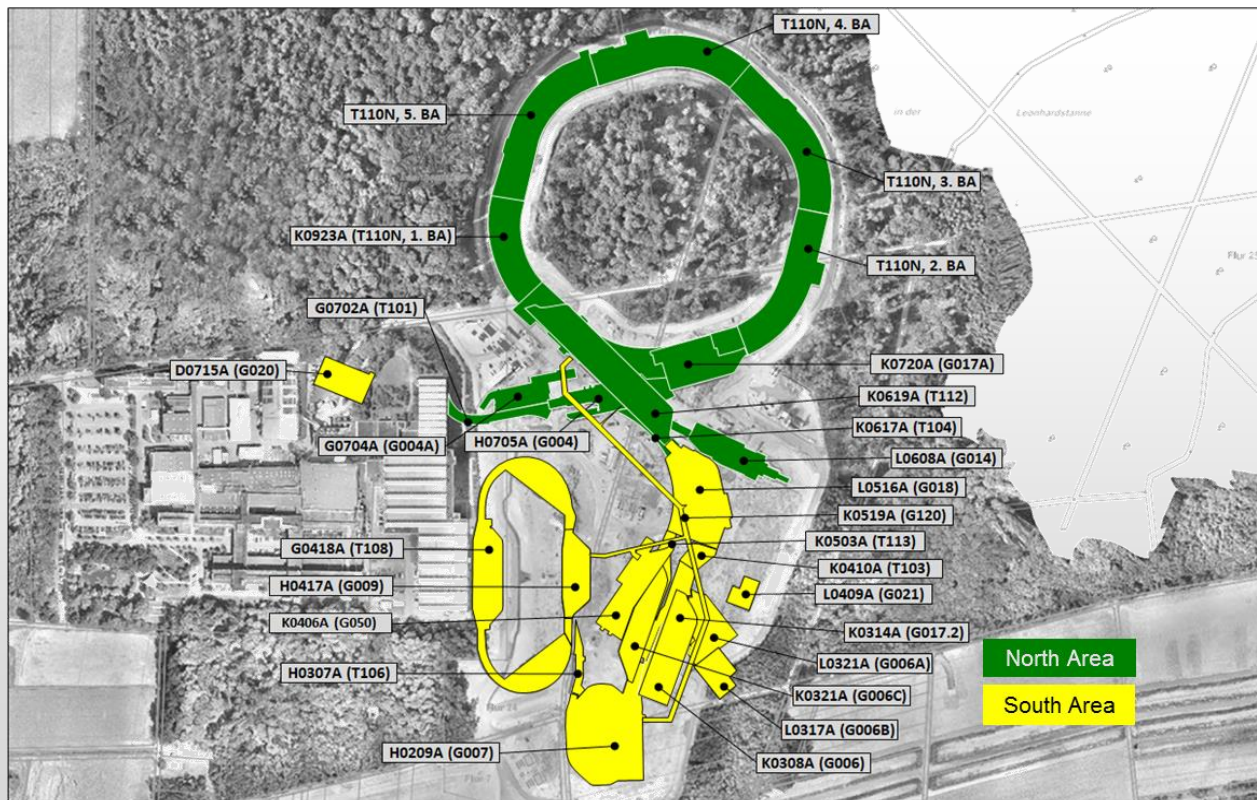 T110N, 4. BA
T110N, 5. BA
in der
Leonhardstanne
T110N, 3. BA
K0923A (T110N, 1. BA)
T110N, 2. BA
Flur 25
G0702A (T101)
D0715A (G020)
K0720A (G017A)
K0619A (T112)
G0704A (G004A)
H0705A (G004)
K0617A (T104)
L0608A (G014)
L0516A (G018)
K0519A (G120)
G0418A (T108)
K0503A (T113)
K0410A (T103)
H0417A (G009)
L0409A (G021)
K0406A (G050)
K0314A (G017.2)
L0321A (G006A)
North Area
H0307A (T106)
K0321A (G006C)
South Area
Flur 24
L0317A (G006B)
H0209A (G007)
K0308A (G006)